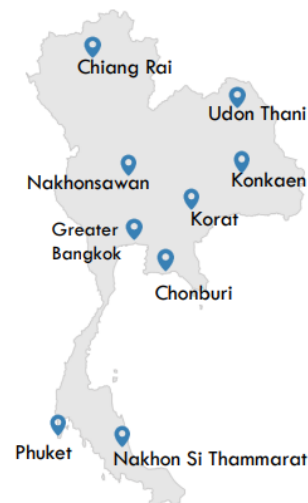 Chiang Rai
Udon Thani
Nakhonsawan
Konkaen
Korat
Greater
Bangkok
Chonburi
Phuket
Nakhon Si Thammarat